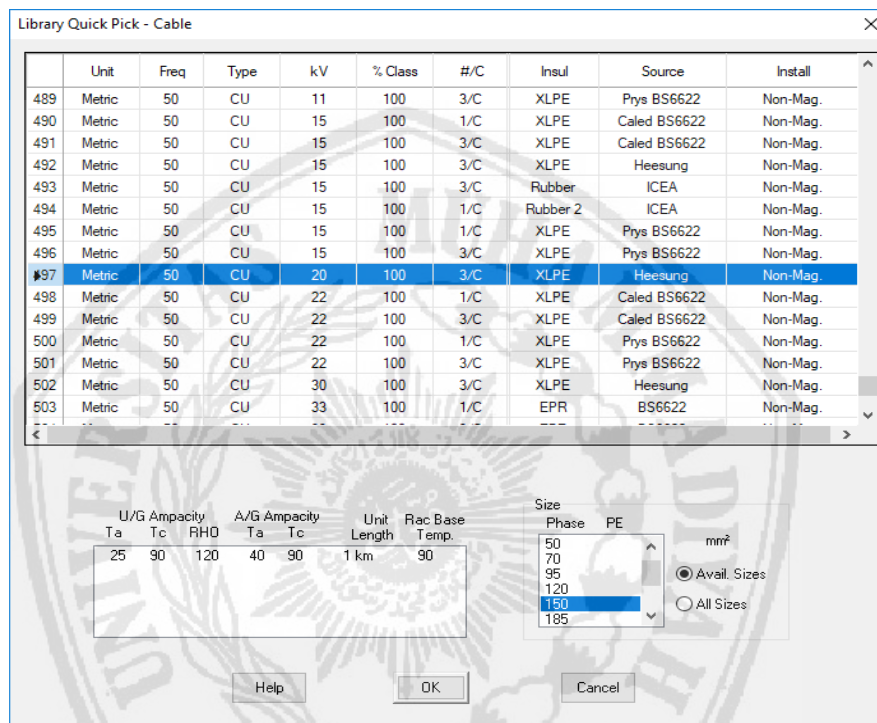 Library Quick Pick - Cable
Unit Freq Type kV % Class #/C Insul Source Install
489 Metric 50 CU 11 100 3/C XLPE Prys BS6622 Non-Mag.
490 Metric 50 CU 15 100 1/C XLPE Caled BS6622 Non-Mag.
491 Metric 50 CU 15 100 3/C XLPE Caled BS6622 Non-Mag.
492 Metric 50 CU 15 100 3/C XLPE Heesung Non-Mag.
493 Metric 50 CU 15 100 3/C Rubber ICEA Non-Mag.
494 Metric 50 CU 15 100 1/C Rubber 2 ICEA Non-Mag.
495 Metric 50 CU 15 100 1/C XLPE Prys BS6622 Non-Mag.
496 Metric 50 CU 15 100 3/C XLPE Prys BS6622 Non-Mag.
97 Metric 50 CU 20 100 3/C XLPE Heesung Non-Mag.
498 Metric 50 CU 22 100 1/C XLPE Caled BS6622 Non-Mag.
499 Metric 50 CU 22 100 3/C XLPE Caled BS6622 Non-Mag.
500 Metric 50 CU 22 100 1/C XLPE Prys BS6622 Non-Mag.
501 Metric 50 CU 22 100 3/C XLPE Prys BS6622 Non-Mag.
502 Metric 50 CU 30 100 3/C XLPE Heesung Non-Mag.
503 Metric 50 CU 33 100 1/C EPR BS6622 Non-Mag.
U/G Ampacity A/G Ampacity Unit Rac Base
Ta Tc RHO Ta Tc Length Temp.
25 90 120 40 90 1 km 90
Size
Phase PE
mm²
50
70
95
120
150
185
Avail. Sizes
All Sizes
Help OK Cancel